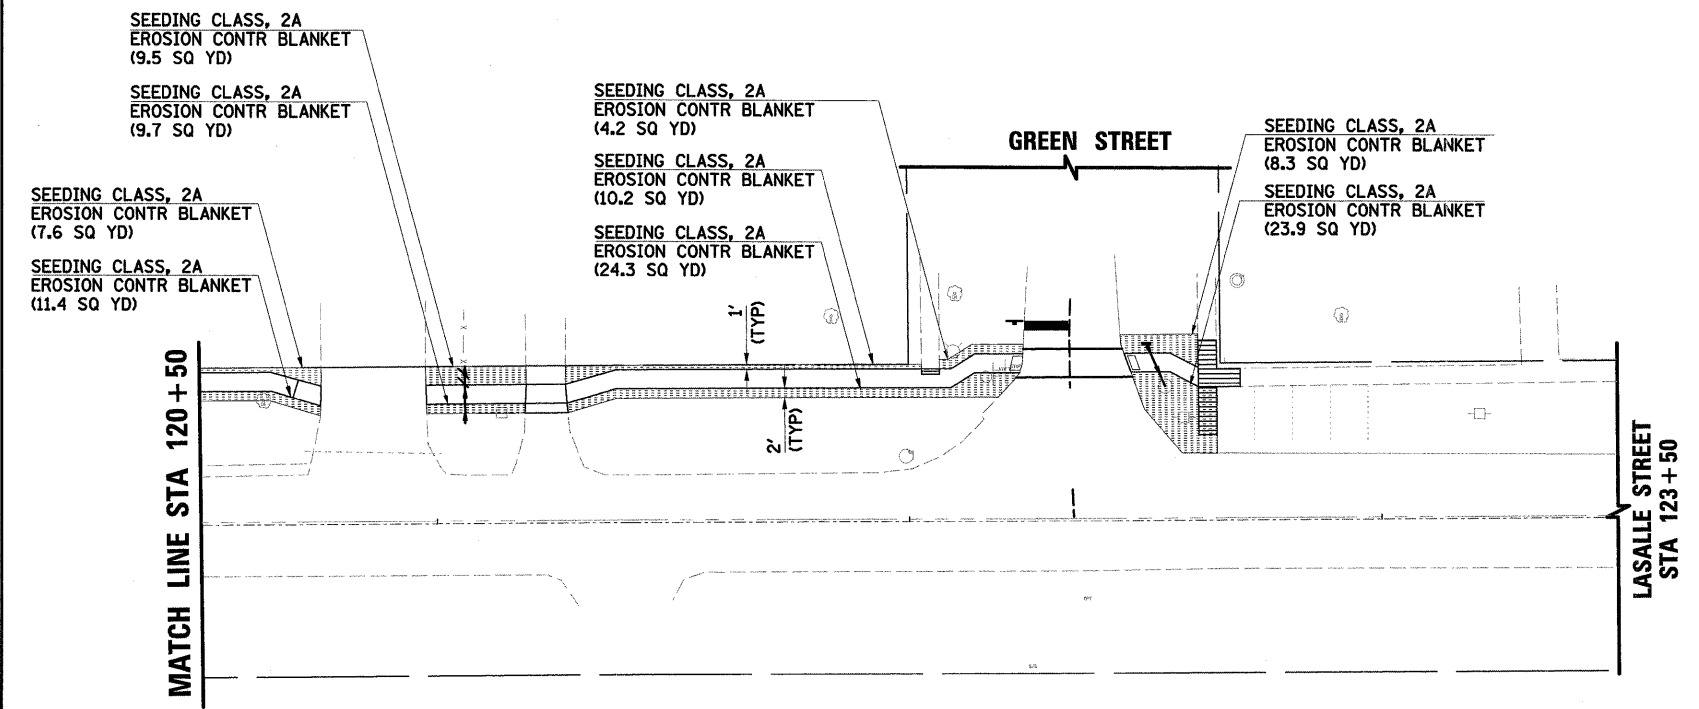 SEEDING CLASS, 2A
EROSION CONTR BLANKET
(9.5 SQ YD)
SEEDING CLASS, 2A
EROSION CONTR BLANKET
(9.7 SQ YD)
SEEDING CLASS, 2A
EROSION CONTR BLANKET
(7.6 SQ YD)
SEEDING CLASS, 2A
EROSION CONTR BLANKET
(11.4 SQ YD)
SEEDING CLASS, 2A
EROSION CONTR BLANKET
(4.2 SQ YD)
SEEDING CLASS, 2A
EROSION CONTR BLANKET
(10.2 SQ YD)
SEEDING CLASS, 2A
EROSION CONTR BLANKET
(24.3 SQ YD)
GREEN STREET
SEEDING CLASS, 2A
EROSION CONTR BLANKET
(8.3 SQ YD)
SEEDING CLASS, 2A
EROSION CONTR BLANKET
(23.9 SQ YD)
1'
(TYP)
2'
(TYP)
MATCH LINE STA 120+50
LASALLE STREET
STA 123+50